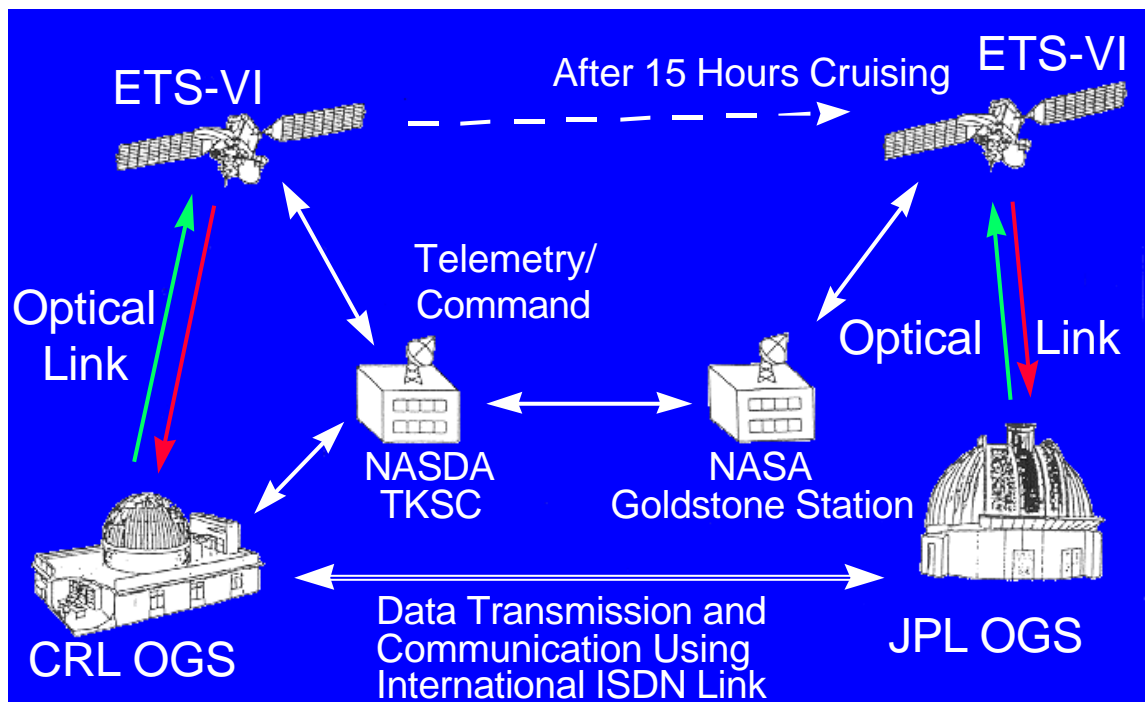 ETS-VI
After 15 Hours Cruising
ETS-VI
Telemetry/
Command
Optical
Link
Optical Link
NASDA
TKSC
NASA
Goldstone Station
CRL OGS
Data Transmission and
Communication Using
International ISDN Link
JPL OGS